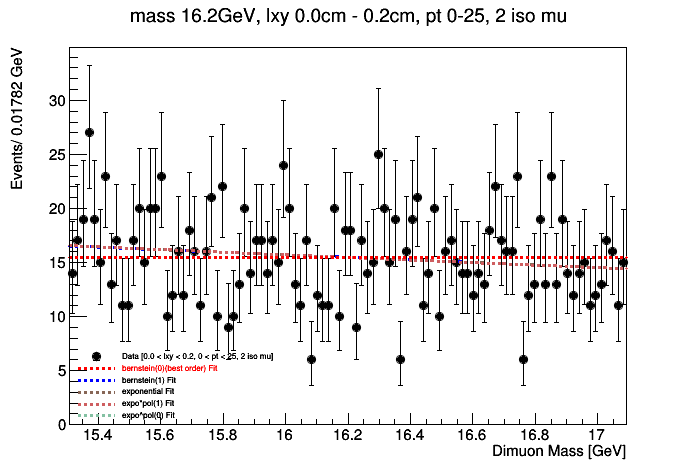 mass 16.2GeV, lxy 0.0cm - 0.2cm, pt 0-25, 2 iso mu
Events/ 0.01782 GeV
30
25
20
15
10
5
0
Data [0.0 < lxy < 0.2, 0 < pt < 25, 2 iso mu]
bernstein(0)(best order) Fit
bernstein(1) Fit
exponential Fit
expo*pol(1) Fit
expo*pol(0) Fit
15.4 15.6 15.8 16 16.2 16.4 16.6 16.8 17
Dimuon Mass [GeV]